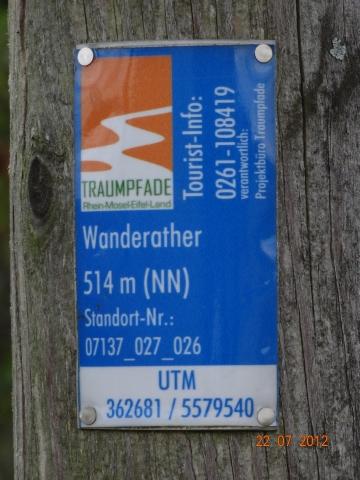 TRAUMPFADE
Rhein-Mosel-Eifel-Land
Tourist-Info:
0261-108419
verantwortlich:
Projektbüro Traumpfade
Wanderather
514 m (NN)
Standort-Nr.:
07137_027_026
UTM
362681 / 5579540
22 07 2012